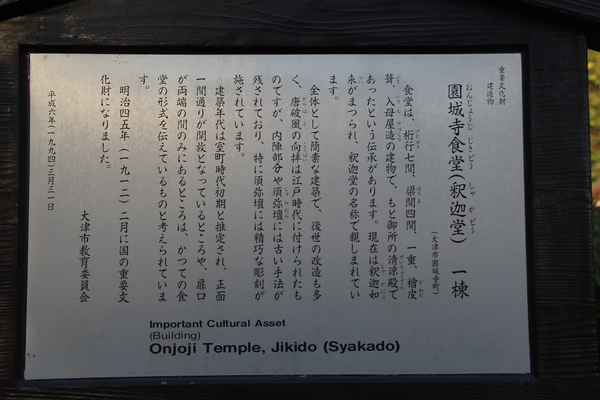 重要文化財
建造物
園城寺食堂(釈迦堂) 一棟
おんじょうじ じきどう しゃかどう
(大津市園城寺町)
食堂は、桁行七間、梁間四間、一重、檜皮
葺、入母屋造の建物で、もと御所の清涼殿で
あったという伝承があります。現在は釈迦如
来がまつられ、釈迦堂の名称で親しまれてい
ます。
全体として簡素な建築で、後世の改造も多
く、唐破風の向拝は江戸時代に付けられたも
のですが、内陣部分や須弥壇には古い手法が
残されており、特に須弥壇には精巧な彫刻が
施されています。
建築年代は室町時代初期と推定され、正面
一間通りが開放となっているところや、扉口
が両端の間のみにあるところは、かつての食
堂の形式を伝えているものと考えられていま
す。
明治四五年(一九一二)二月に国の重要文
化財になりました。
平成六年(一九九四)三月三一日
大津市教育委員会
Important Cultural Asset
(Building)
Onjoji Temple, Jikido (Syakado)